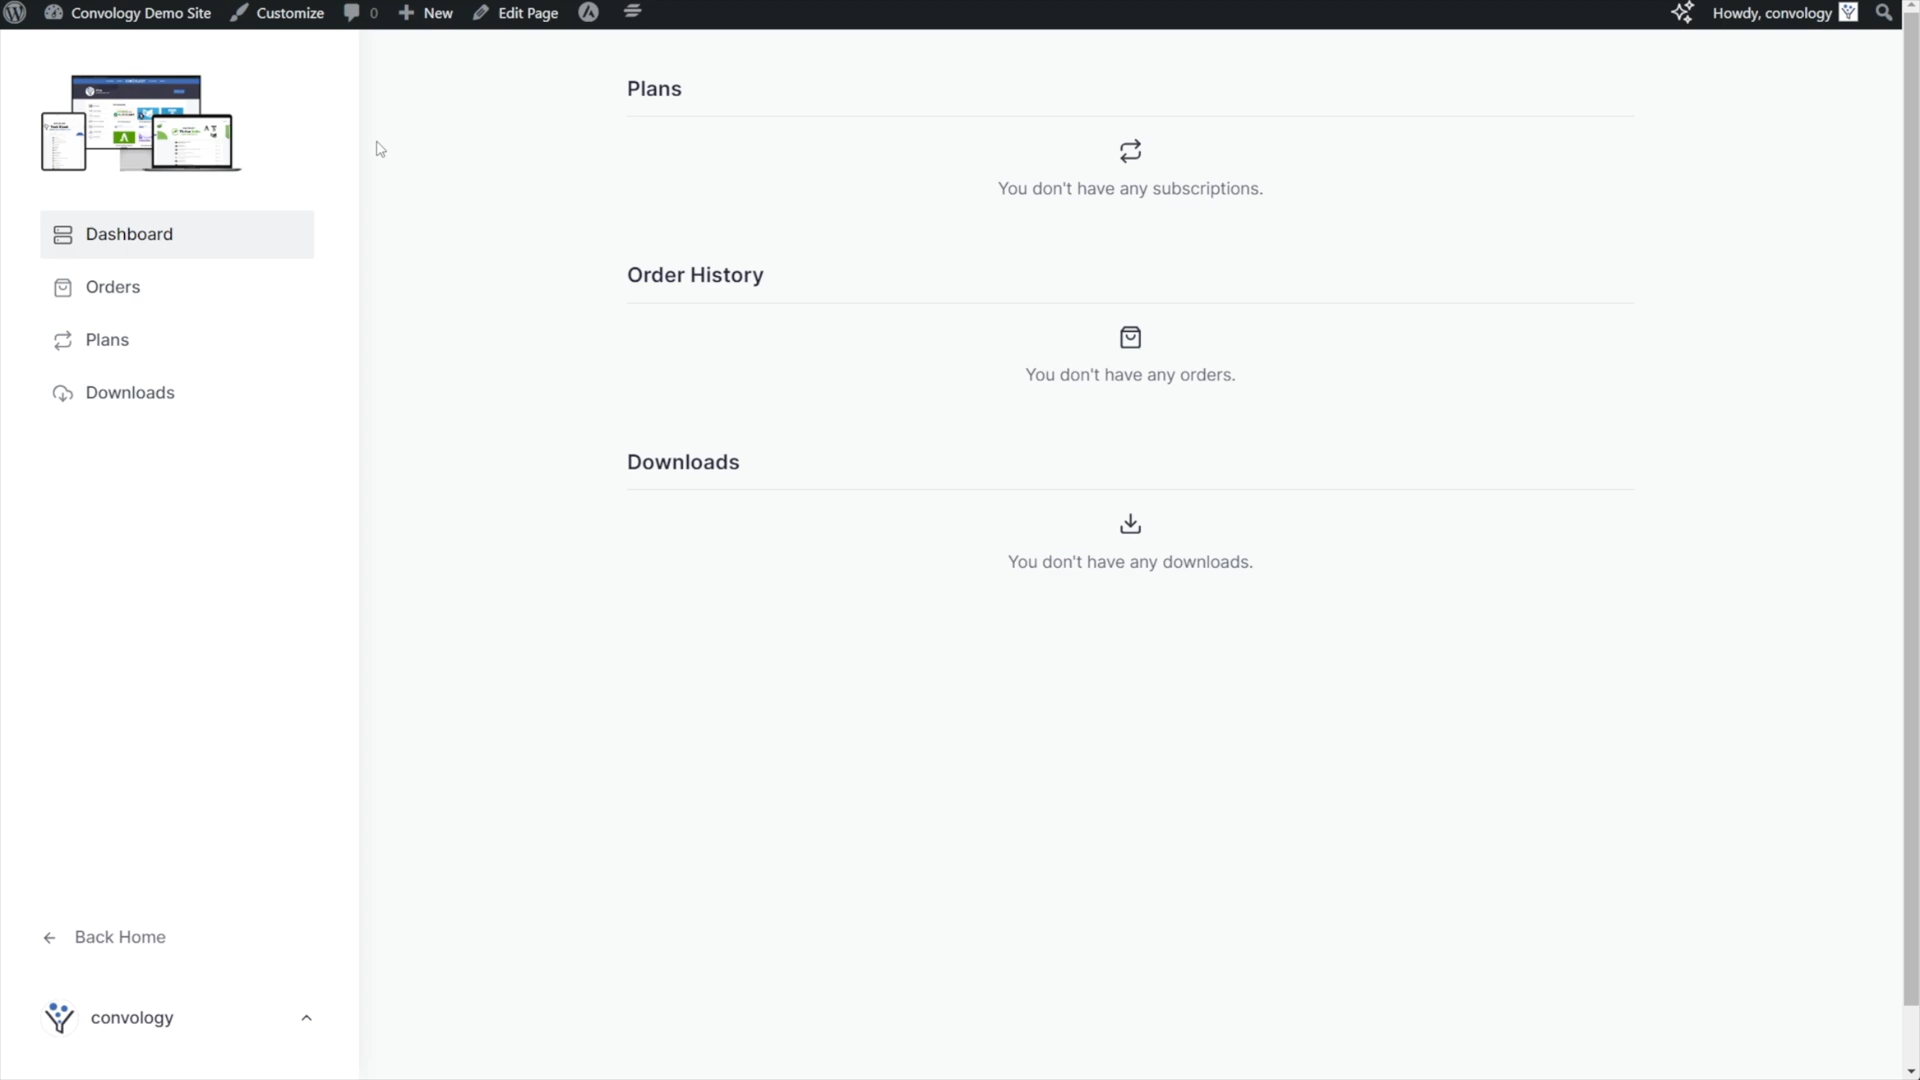 Convology Demo Site Customize 0 New Edit Page Howdy, convology
Dashboard
Orders
Plans
Downloads
Back Home
convology
Plans
You don't have any subscriptions.
Order History
You don't have any orders.
Downloads
You don't have any downloads.